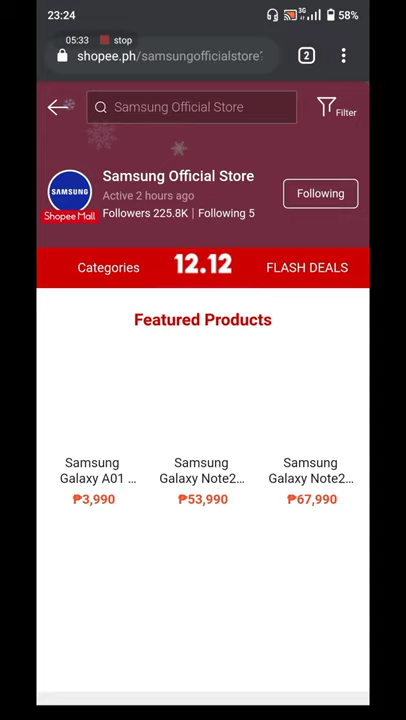 23:24
3G
58%
05:33 stop
shopee.ph/samsungofficialstore
2
Samsung Official Store
Filter
SAMSUNG
Shopee Mall
Samsung Official Store
Active 2 hours ago
Followers 225.8K | Following 5
Following
Categories
12.12
FLASH DEALS
Featured Products
Samsung
Galaxy A01 ...
₱3,990
Samsung
Galaxy Note2...
₱53,990
Samsung
Galaxy Note2...
₱67,990